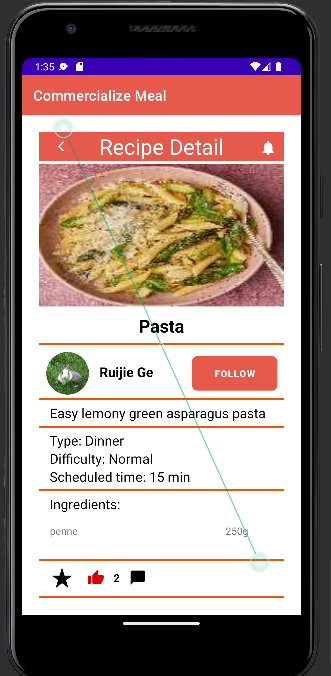 1:35
Commercialize Meal
Recipe Detail
Pasta
Ruijie Ge
FOLLOW
Easy lemony green asparagus pasta
Type: Dinner
Difficulty: Normal
Scheduled time: 15 min
Ingredients:
penne 250g
2